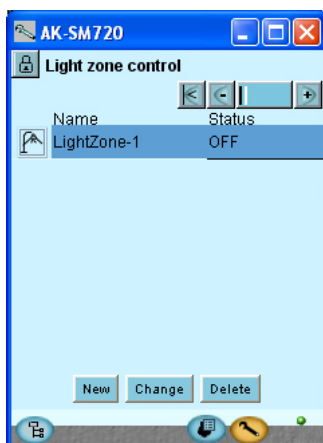 AK-SM720
Light zone control
Name Status
LightZone-1 OFF
New Change Delete